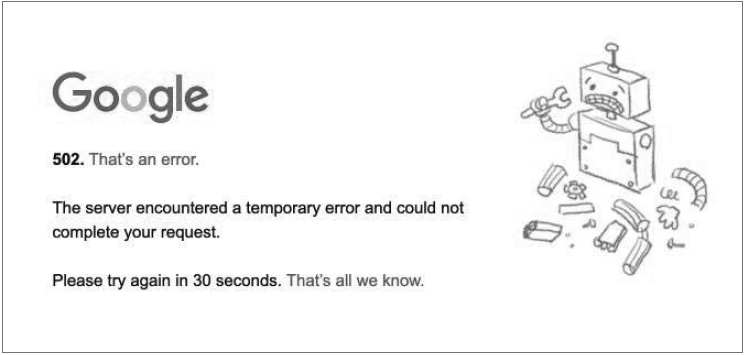 Google
502. That's an error.
The server encountered a temporary error and could not
complete your request.
Please try again in 30 seconds. That's all we know.